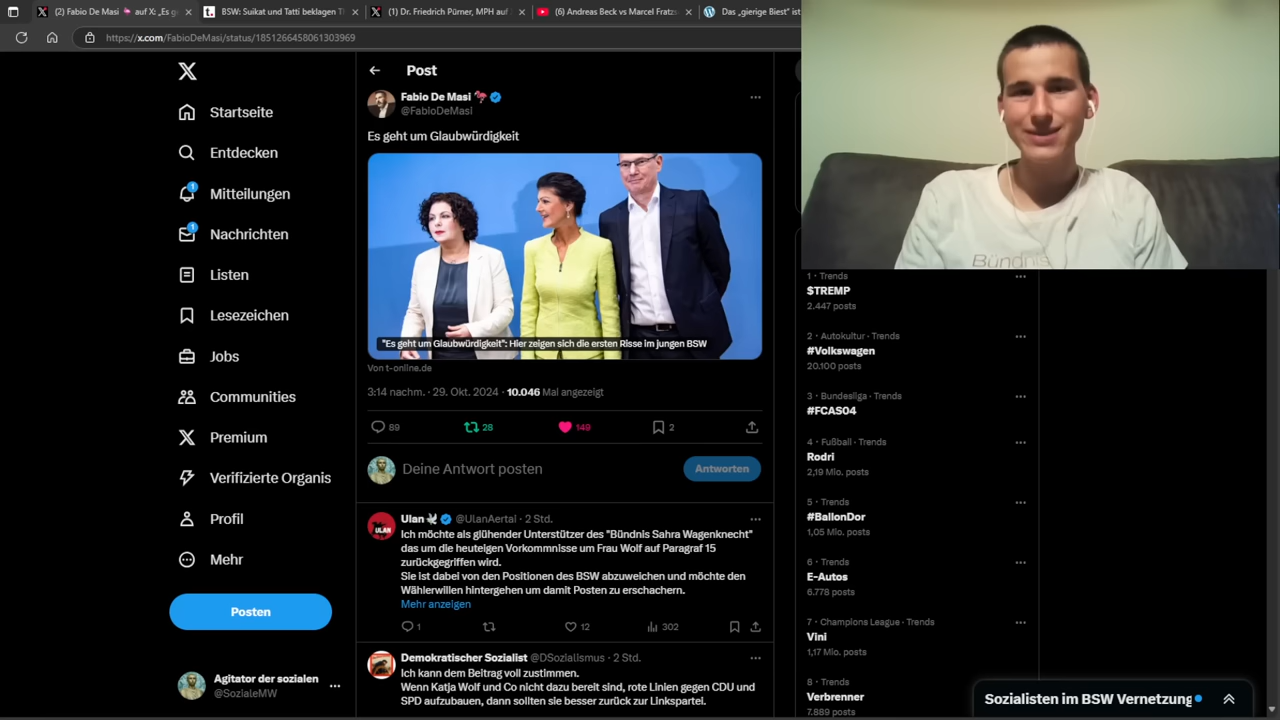 (2) Fabio De Masi 🦩 auf X: „Es g
BSW: Suikat und Tatti beklagen T
(1) Dr. Friedrich Pürner, MPH auf
(6) Andreas Beck vs Marcel Fratzs
Das „gierige Biest" ist
https://x.com/FabioDeMasi/status/1851266458061303969
Startseite
Entdecken
1
Mitteilungen
1
Nachrichten
Listen
Lesezeichen
Jobs
Communities
Premium
Verifizierte Organis
Profil
Mehr
Posten
Agitator der sozialen
@SozialeMW
Post
Fabio De Masi 🦩
@FabioDeMasi
Es geht um Glaubwürdigkeit
"Es geht um Glaubwürdigkeit": Hier zeigen sich die ersten Risse im jungen BSW
Von t-online.de
3:14 nachm. · 29. Okt. 2024 · 10.046 Mal angezeigt
89 28 149 2
Deine Antwort posten
Antworten
ULAN
Ulan 🕊 @UlanAertal · 2 Std.
Ich möchte als glühender Unterstützer des "Bündnis Sahra Wagenknecht"
das um die heuteigen Vorkommnisse um Frau Wolf auf Paragraf 15
zurückgegriffen wird.
Sie ist dabei von den Positionen des BSW abzuweichen und möchte den
Wählerwillen hintergehen um damit Posten zu erschachern.
Mehr anzeigen
1 12 302
Demokratischer Sozialist @DSozialismus · 2 Std.
Ich kann dem Beitrag voll zustimmen.
Wenn Katja Wolf und Co nicht dazu bereit sind, rote Linien gegen CDU und
SPD aufzubauen, dann sollten sie besser zurück zur Linkspartei.
Bündnis
1 · Trends
$TREMP
2.447 posts
2 · Autokultur · Trends
#Volkswagen
20.100 posts
3 · Bundesliga · Trends
#FCAS04
4 · Fußball · Trends
Rodri
2,19 Mio. posts
5 · Trends
#BallonDor
1,05 Mio. posts
6 · Trends
E-Autos
6.778 posts
7 · Champions League · Trends
Vini
1,17 Mio. posts
8 · Trends
Verbrenner
7.889 posts
Sozialisten im BSW Vernetzung